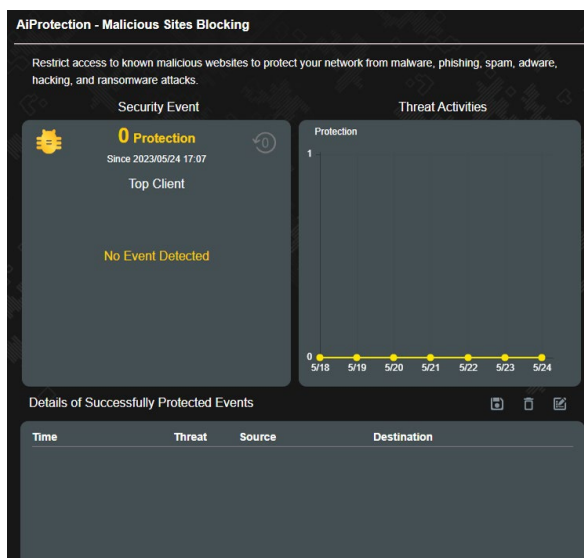 AiProtection - Malicious Sites Blocking
Restrict access to known malicious websites to protect your network from malware, phishing, spam, adware,
hacking, and ransomware attacks.
Security Event
0 Protection
Since 2023/05/24 17:07
Top Client
No Event Detected
0
Threat Activities
Protection
1
0
5/18 5/19 5/20 5/21 5/22 5/23 5/24
Details of Successfully Protected Events
Time Threat Source Destination